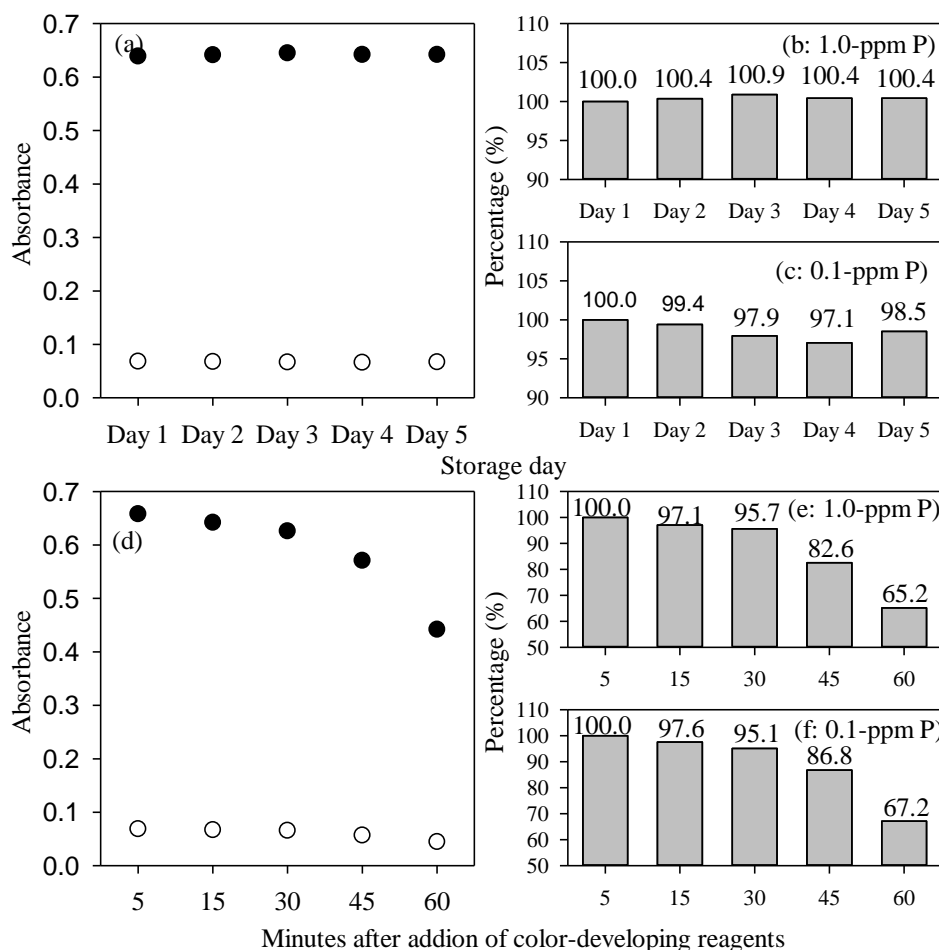 0.7
0.6
0.5
0.4
0.3
0.2
0.1
0.0
Absorbance
(a)
Day 1 Day 2 Day 3 Day 4 Day 5
110
105
100
95
90
(b: 1.0-ppm P)
100.0 100.4 100.9 100.4 100.4
Day 1 Day 2 Day 3 Day 4 Day 5
Percentage (%)
110
105
100
95
90
(c: 0.1-ppm P)
100.0 99.4 97.9 97.1 98.5
Day 1 Day 2 Day 3 Day 4 Day 5
Storage day
0.7
0.6
0.5
0.4
0.3
0.2
0.1
0.0
Absorbance
(d)
5 15 30 45 60
110
100
90
80
70
60
50
(e: 1.0-ppm P)
100.0 97.1 95.7 82.6 65.2
5 15 30 45 60
Percentage (%)
110
100
90
80
70
60
50
(f: 0.1-ppm P)
100.0 97.6 95.1 86.8 67.2
5 15 30 45 60
Minutes after addion of color-developing reagents